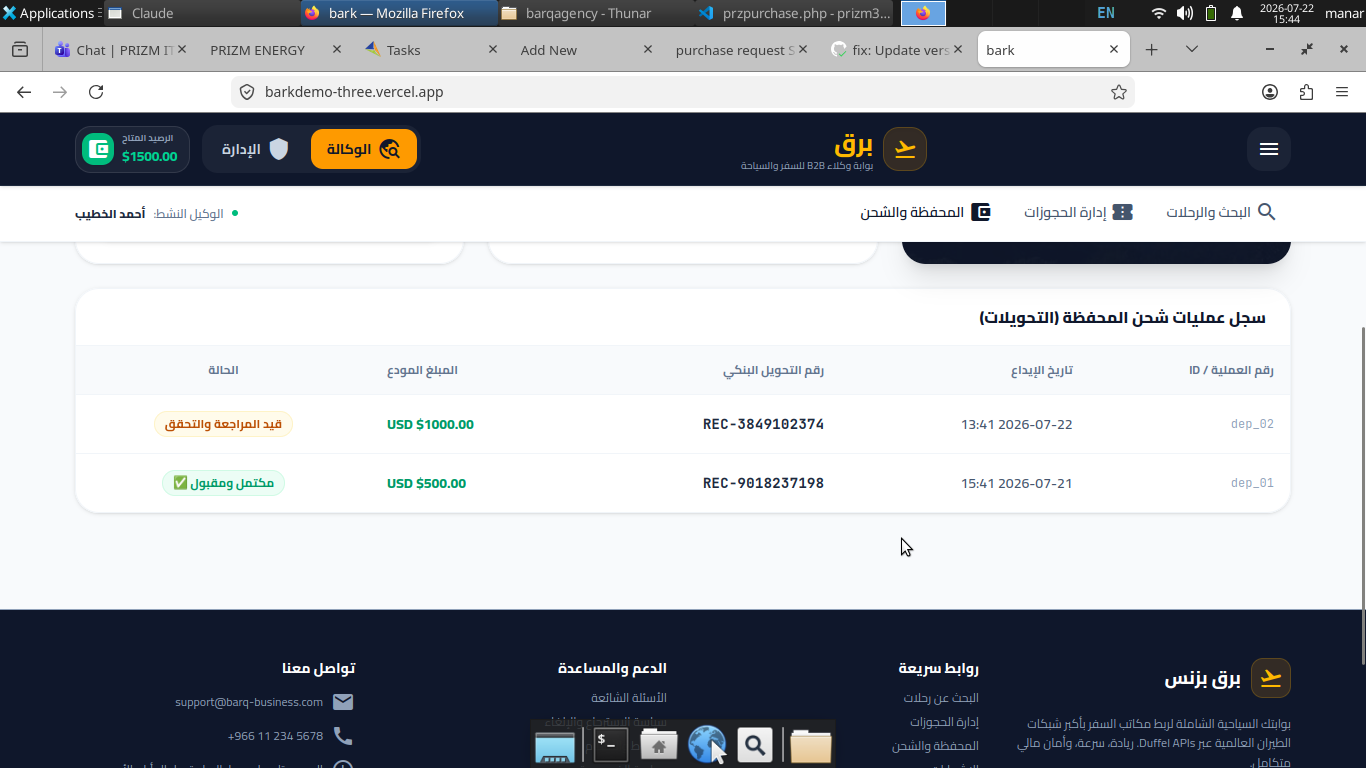 Applications
Claude
bark — Mozilla Firefox
barqagency - Thunar
przpurchase.php - prizm3...
EN
2026-07-22
15:44
manar
Chat | PRIZM IT
PRIZM ENERGY
Tasks
Add New
purchase request S
fix: Update vers
bark
barkdemo-three.vercel.app
برق
بوابة وكلاء B2B للسفر والسياحة
الوكالة
الإدارة
الرصيد المتاح
$1500.00
البحث والرحلات
إدارة الحجوزات
المحفظة والشحن
الوكيل النشط: أحمد الخطيب
سجل عمليات شحن المحفظة (التحويلات)
رقم العملية / ID
تاريخ الإيداع
رقم التحويل البنكي
المبلغ المودع
الحالة
dep_02
2026-07-22 13:41
REC-3849102374
USD $1000.00
قيد المراجعة والتحقق
dep_01
2026-07-21 15:41
REC-9018237198
USD $500.00
مكتمل ومقبول ✅
برق بزنس
بوابتك السياحية الشاملة لربط مكاتب السفر بأكبر شبكات
الطيران العالمية عبر Duffel APIs. ريادة، سرعة، وأمان مالي
متكامل.
روابط سريعة
البحث عن رحلات
إدارة الحجوزات
المحفظة والشحن
الدعم والمساعدة
الأسئلة الشائعة
سياسة الاسترجاع والإلغاء
تواصل معنا
support@barq-business.com
+966 11 234 5678